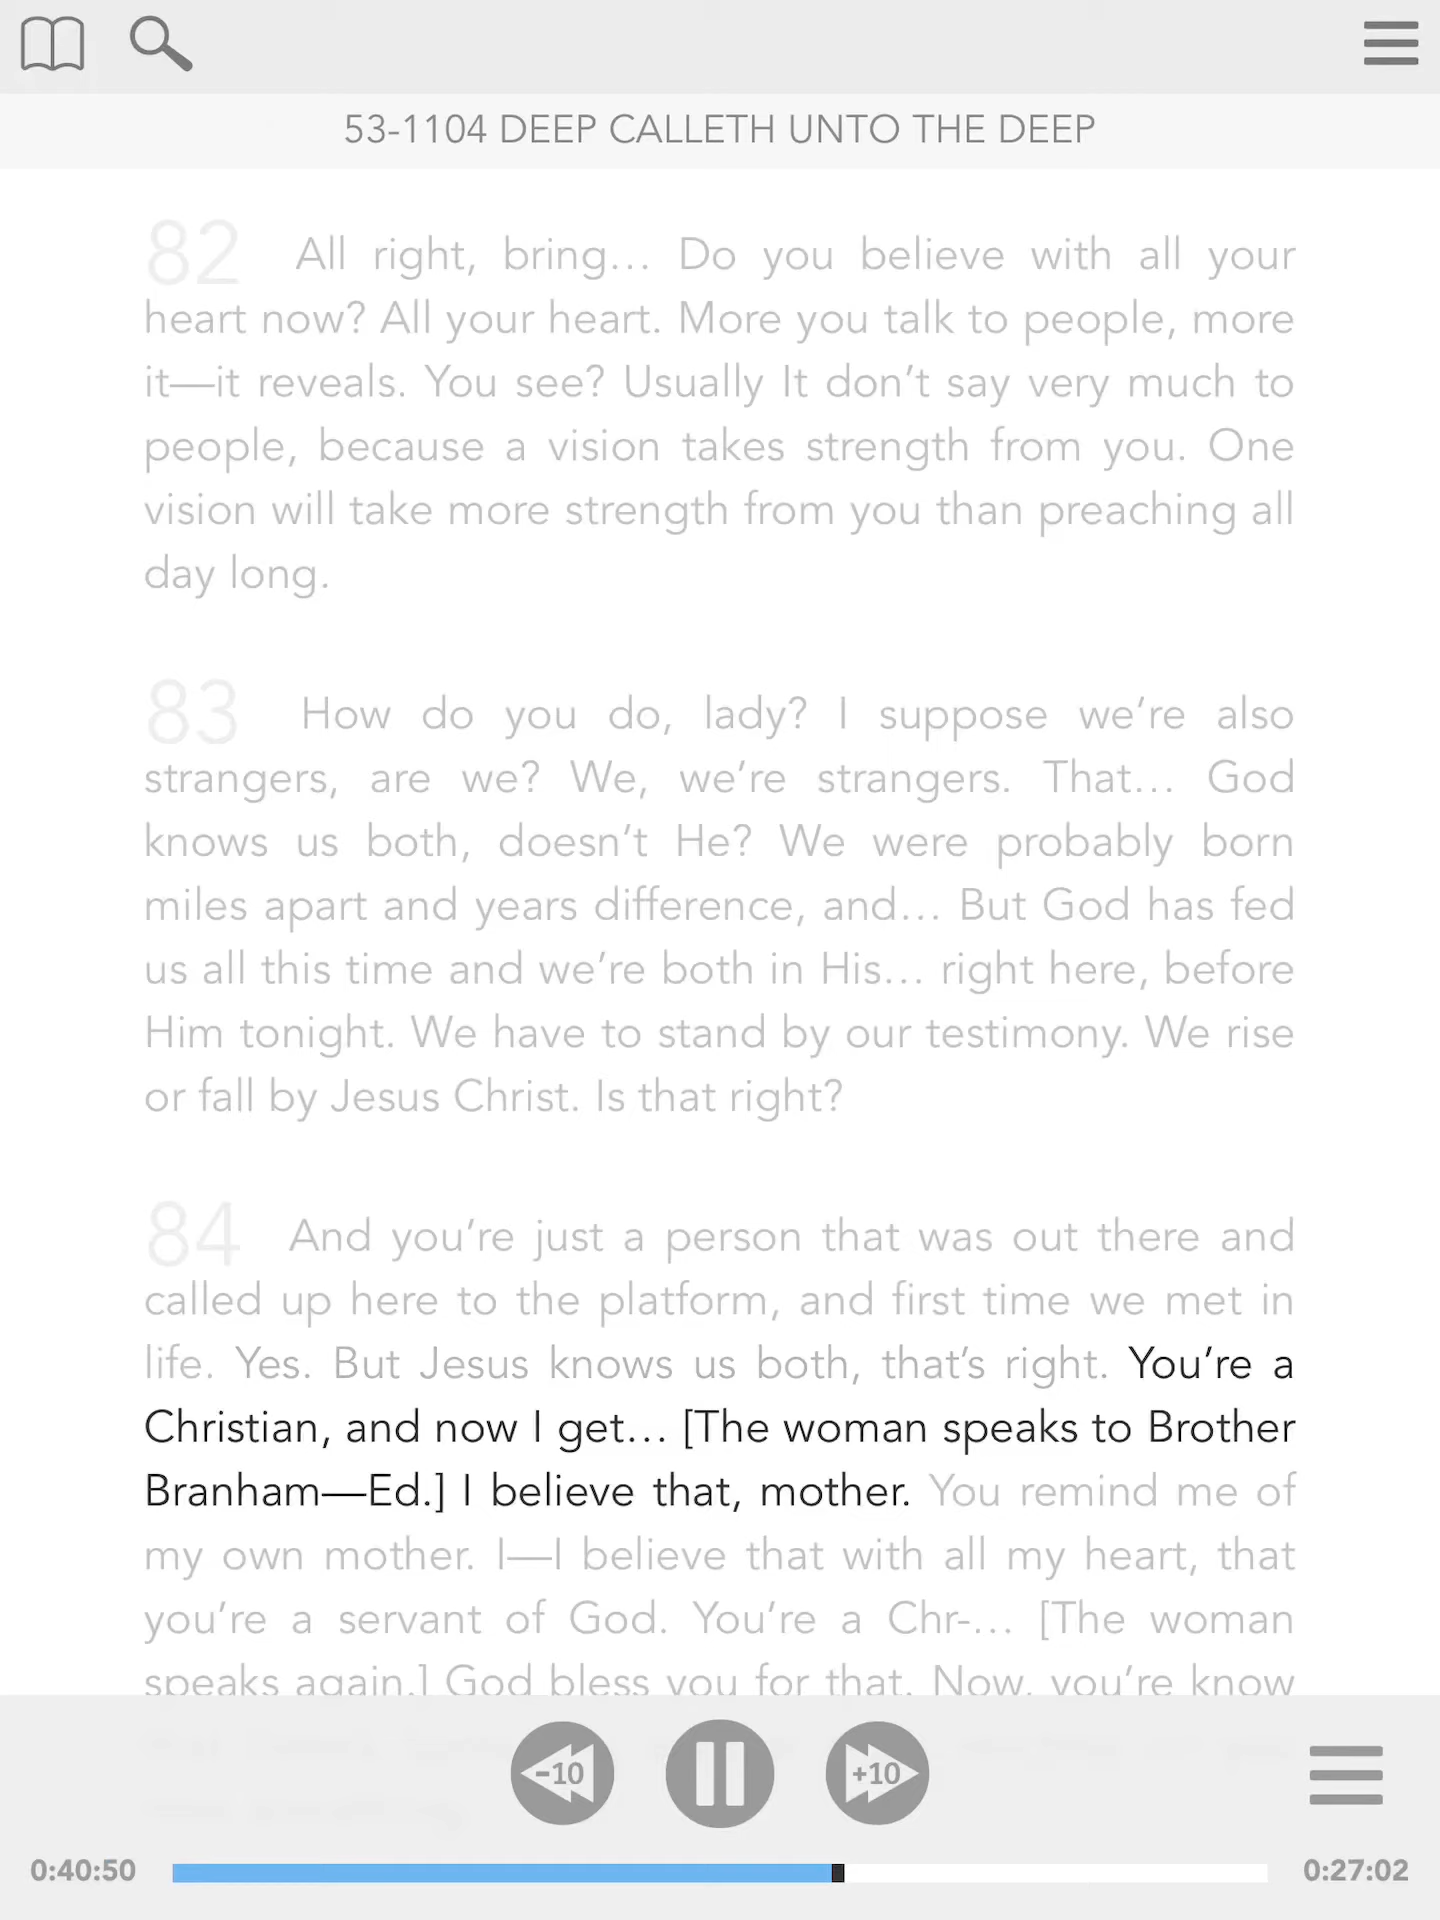 53-1104 DEEP CALLETH UNTO THE DEEP
82 All right, bring… Do you believe with all your
heart now? All your heart. More you talk to people, more
it—it reveals. You see? Usually It don’t say very much to
people, because a vision takes strength from you. One
vision will take more strength from you than preaching all
day long.
83 How do you do, lady? I suppose we’re also
strangers, are we? We, we’re strangers. That… God
knows us both, doesn’t He? We were probably born
miles apart and years difference, and… But God has fed
us all this time and we’re both in His… right here, before
Him tonight. We have to stand by our testimony. We rise
or fall by Jesus Christ. Is that right?
84 And you’re just a person that was out there and
called up here to the platform, and first time we met in
life. Yes. But Jesus knows us both, that’s right. You’re a
Christian, and now I get… [The woman speaks to Brother
Branham—Ed.] I believe that, mother. You remind me of
my own mother. I—I believe that with all my heart, that
you’re a servant of God. You’re a Chr-… [The woman
speaks again.] God bless you for that. Now, you’re know
-10 +10
0:40:50 0:27:02